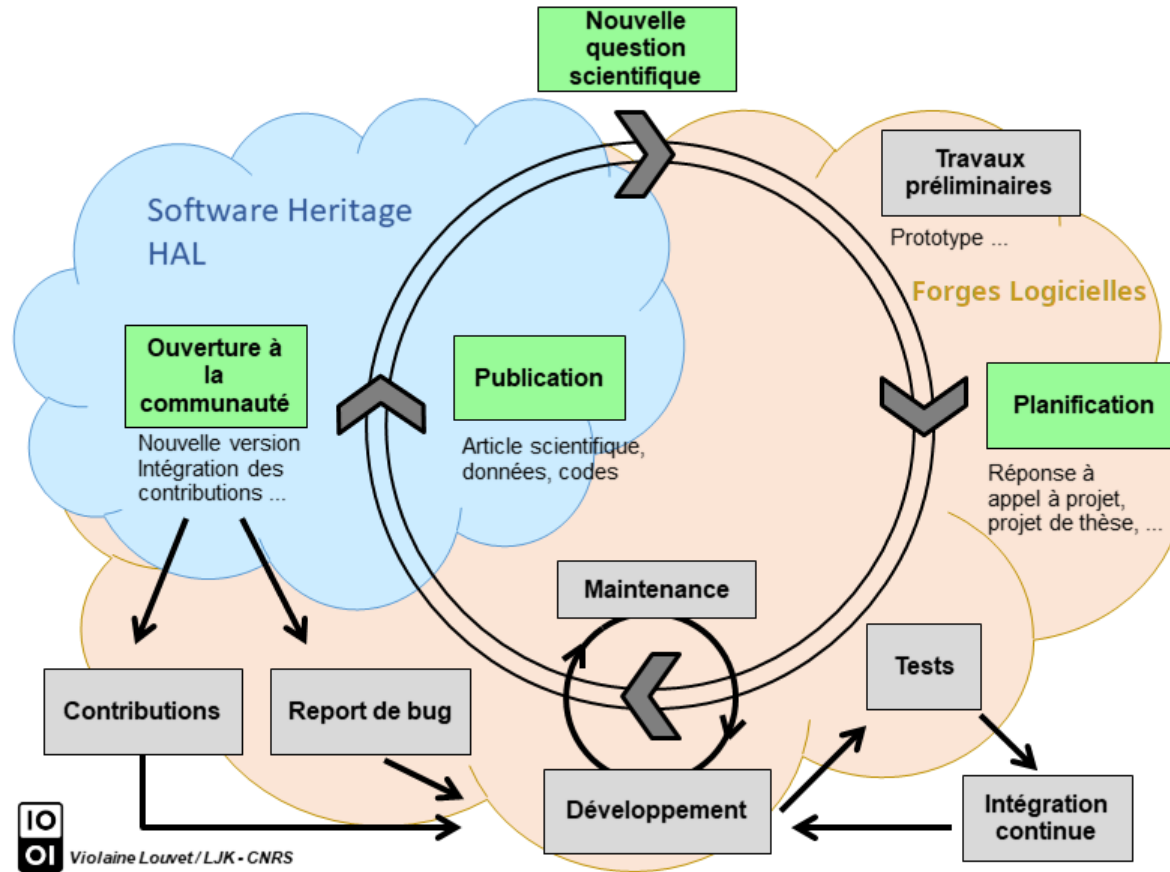 Nouvelle
question
scientifique
Travaux
préliminaires
Prototype ...
Software Heritage
HAL
Forges Logicielles
Ouverture à
la
communauté
Nouvelle version
Intégration des
contributions ...
Publication
Article scientifique,
données, codes
Planification
Réponse à
appel à projet,
projet de thèse, ...
Maintenance
Tests
Contributions
Report de bug
Développement
Intégration
continue
IO
OI
Violaine Louvet / LJK - CNRS